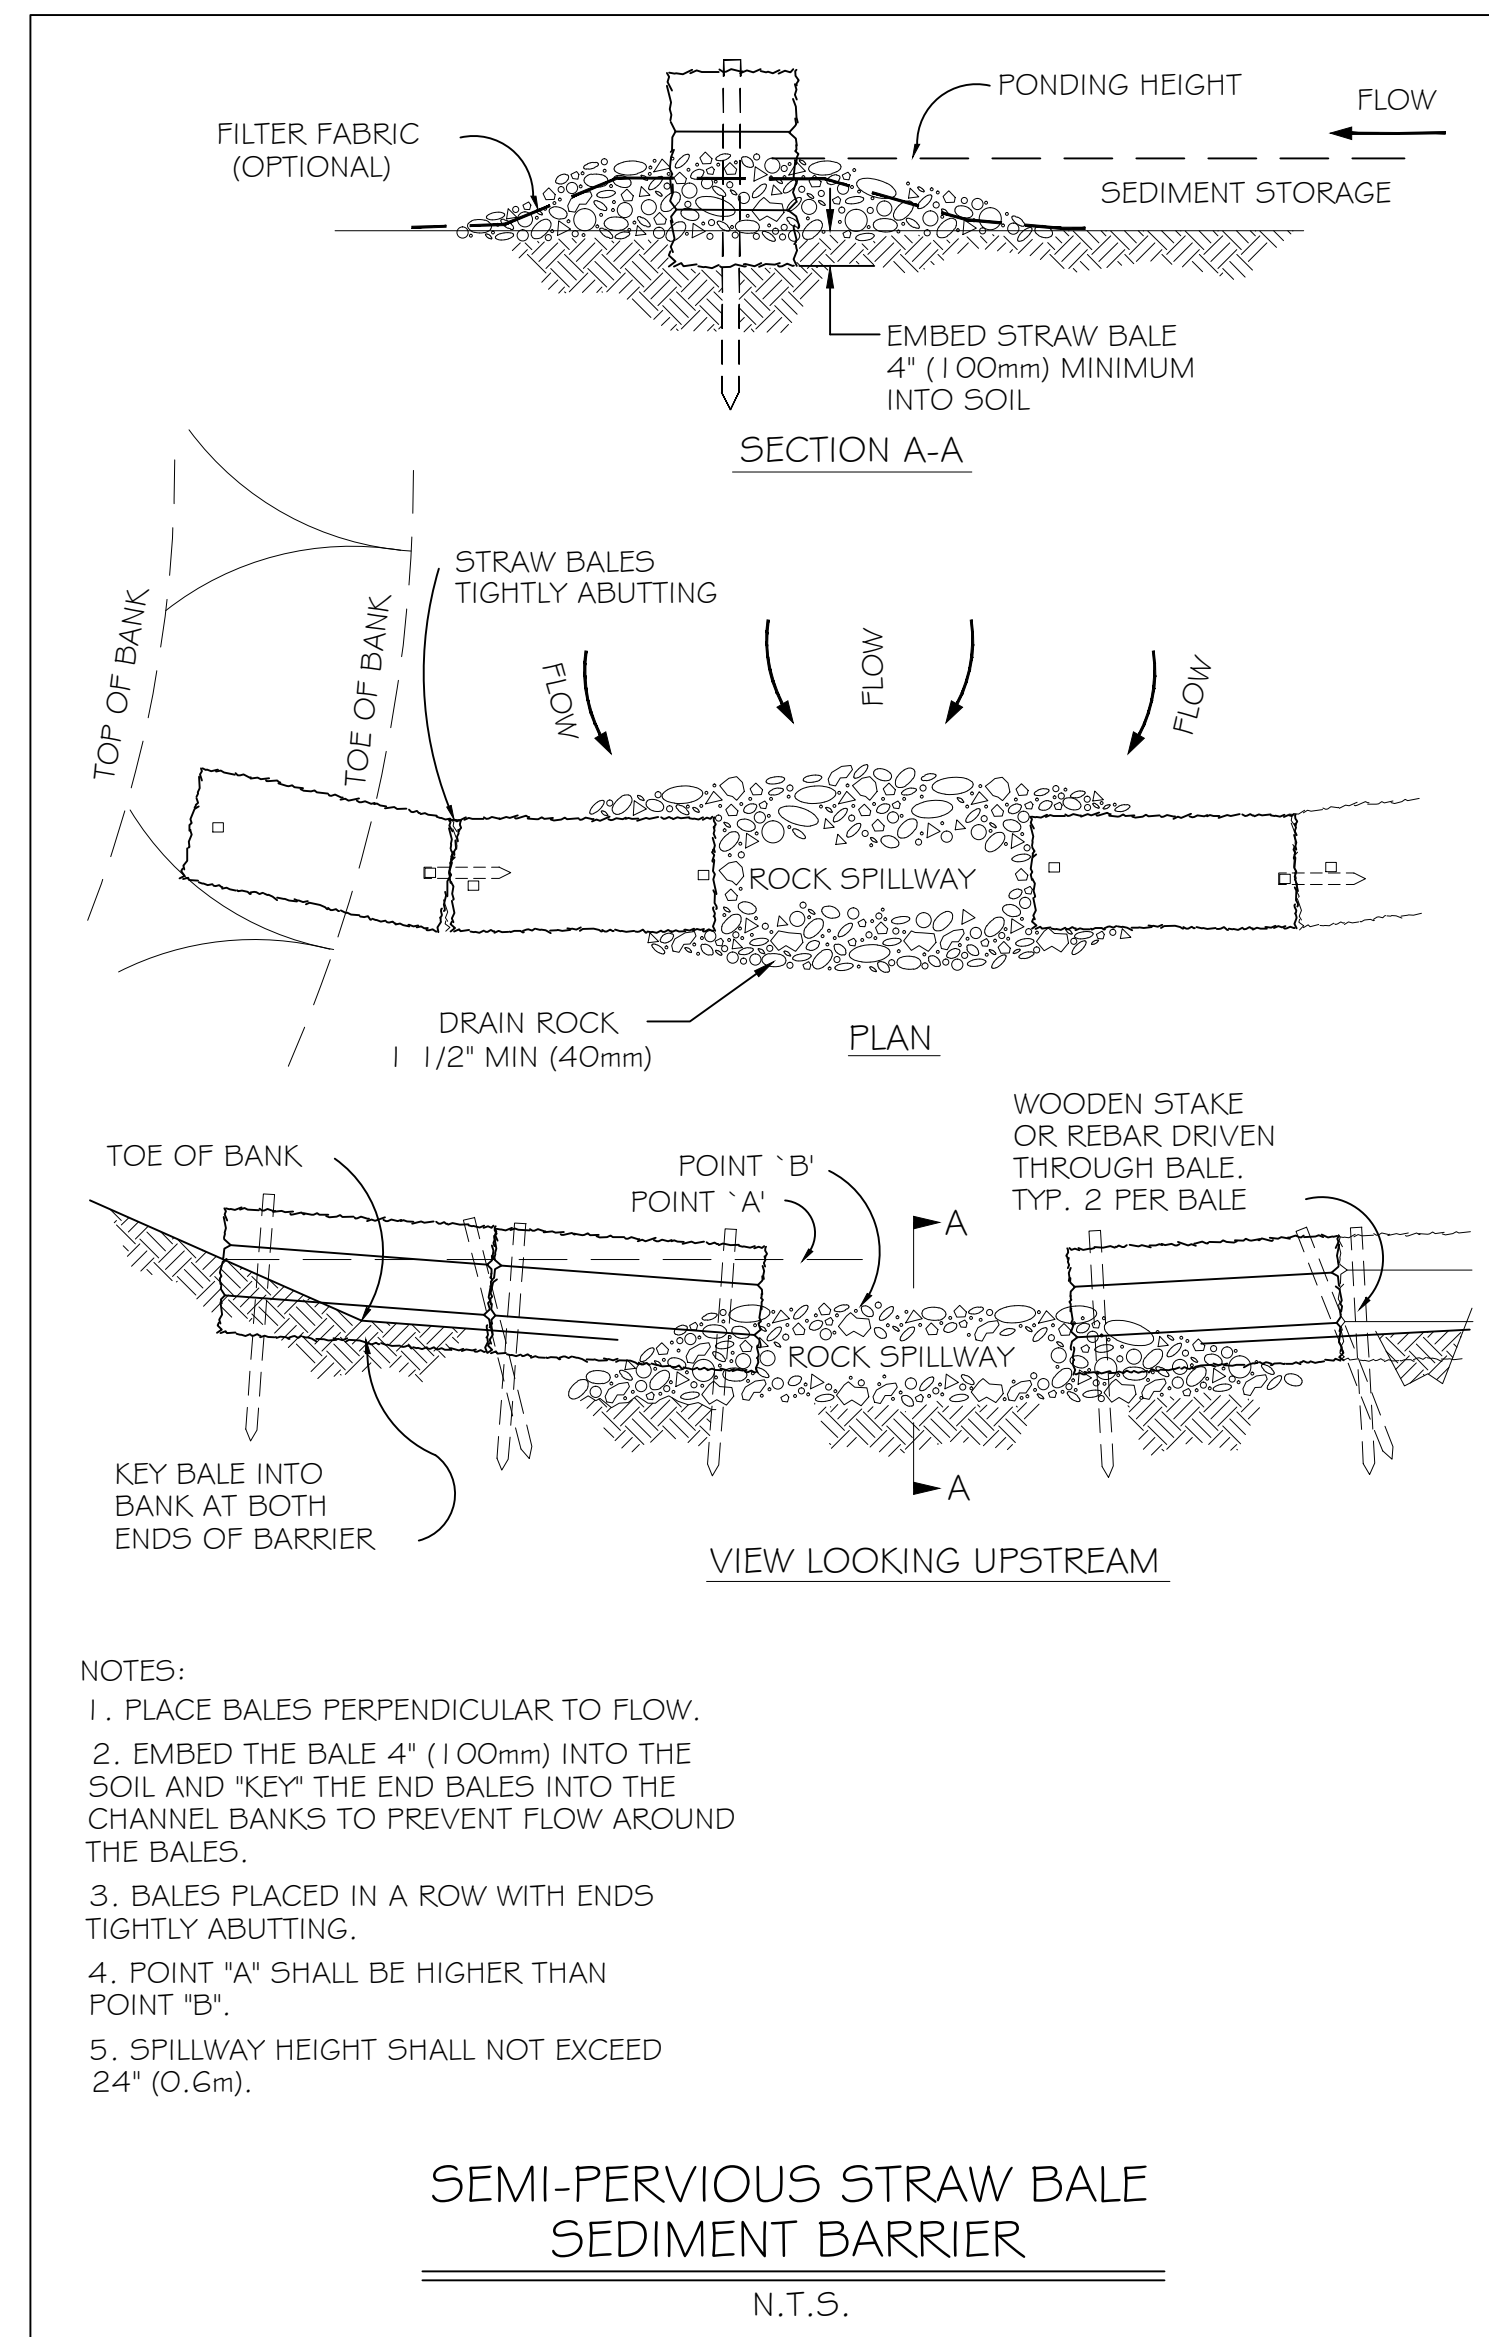 PONDING HEIGHT
FLOW
FILTER FABRIC
(OPTIONAL)
SEDIMENT STORAGE
EMBED STRAW BALE
4" (100mm) MINIMUM
INTO SOIL
SECTION A-A
STRAW BALES
TIGHTLY ABUTTING
TOP OF BANK
TOE OF BANK
FLOW
FLOW
FLOW
ROCK SPILLWAY
DRAIN ROCK
1 1/2" MIN (40mm)
PLAN
WOODEN STAKE
OR REBAR DRIVEN
THROUGH BALE.
TYP. 2 PER BALE
TOE OF BANK
POINT `B'
POINT `A'
A
ROCK SPILLWAY
A
KEY BALE INTO
BANK AT BOTH
ENDS OF BARRIER
VIEW LOOKING UPSTREAM
NOTES:
1. PLACE BALES PERPENDICULAR TO FLOW.
2. EMBED THE BALE 4" (100mm) INTO THE
SOIL AND "KEY" THE END BALES INTO THE
CHANNEL BANKS TO PREVENT FLOW AROUND
THE BALES.
3. BALES PLACED IN A ROW WITH ENDS
TIGHTLY ABUTTING.
4. POINT "A" SHALL BE HIGHER THAN
POINT "B".
5. SPILLWAY HEIGHT SHALL NOT EXCEED
24" (0.6m).
SEMI-PERVIOUS STRAW BALE
SEDIMENT BARRIER
N.T.S.